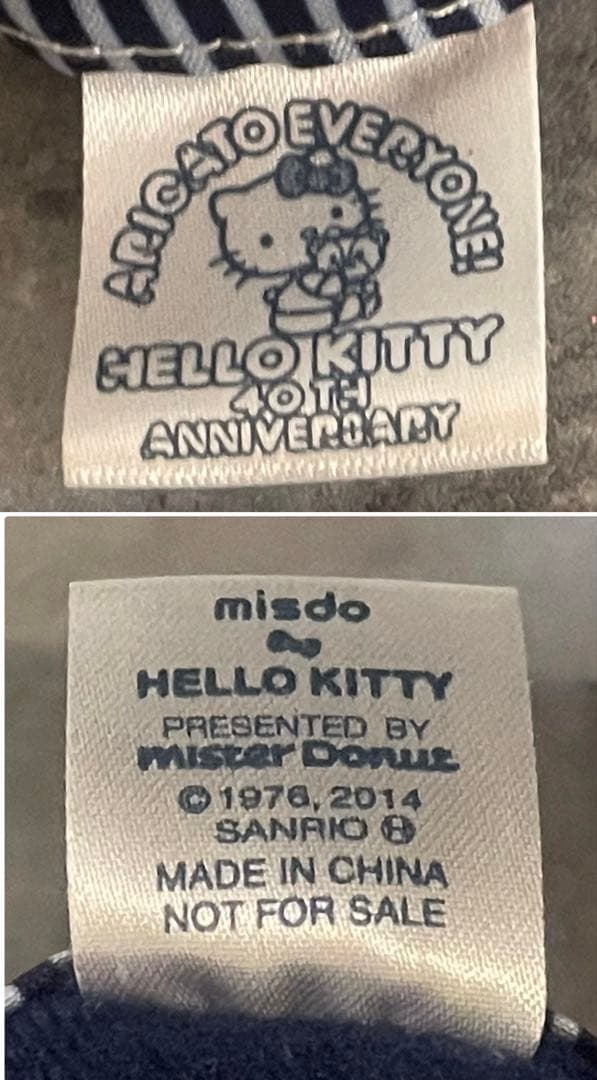 ARIGATO EVERYONE!
HELLO KITTY
40TH
ANNIVERSARY
misdo
HELLO KITTY
PRESENTED BY
mister Donut
© 1976, 2014
SANRIO Ⓗ
MADE IN CHINA
NOT FOR SALE